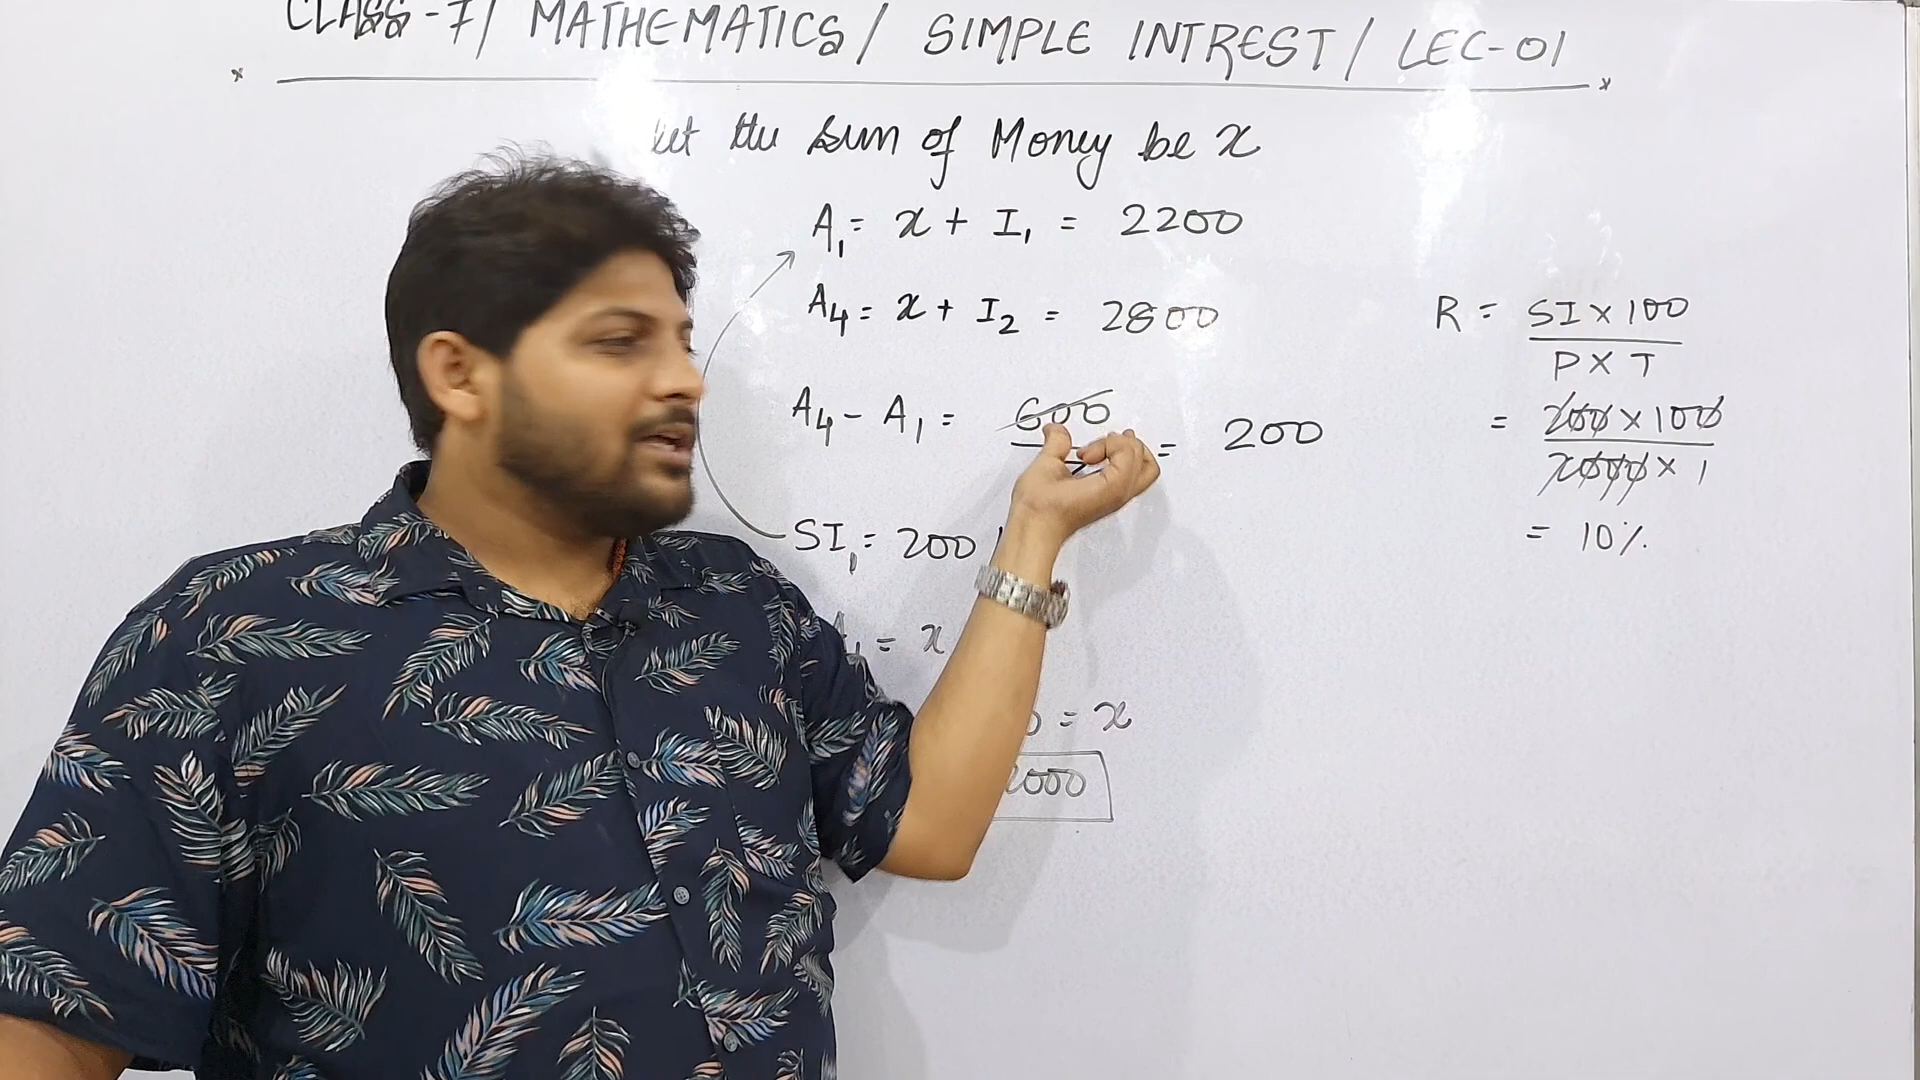 CLASS-7/ MATHEMATICS/ SIMPLE INTREST/ LEC-01
let the sum of Money be x
A₁= x + I₁ = 2200
A₄= x + I₂ = 2800
A₄ - A₁ = 600 = 200
SI₁ = 200
₁ = x
= x
2000
R = SI × 100
P × T
= 200 × 100
2000 × 1
= 10%